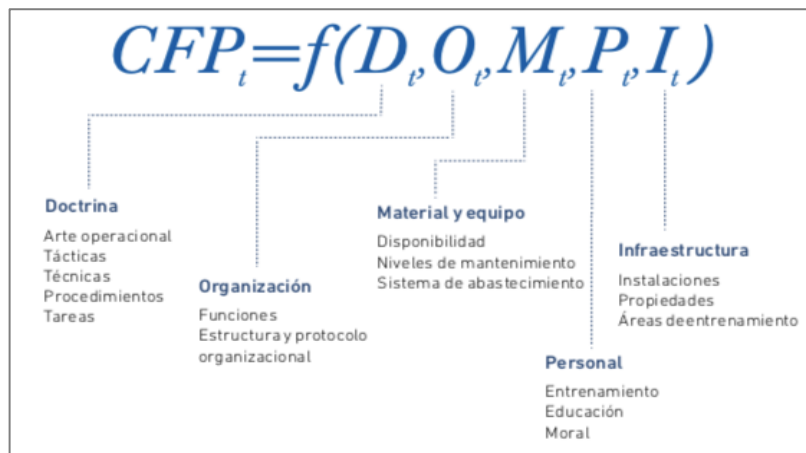 CFPt=f(Dt,Ot,Mt,Pt,It)
Doctrina
Arte operacional
Tácticas
Técnicas
Procedimientos
Tareas
Organización
Funciones
Estructura y protocolo
organizacional
Material y equipo
Disponibilidad
Niveles de mantenimiento
Sistema de abastecimiento
Personal
Entrenamiento
Educación
Moral
Infraestructura
Instalaciones
Propiedades
Áreas deentrenamiento